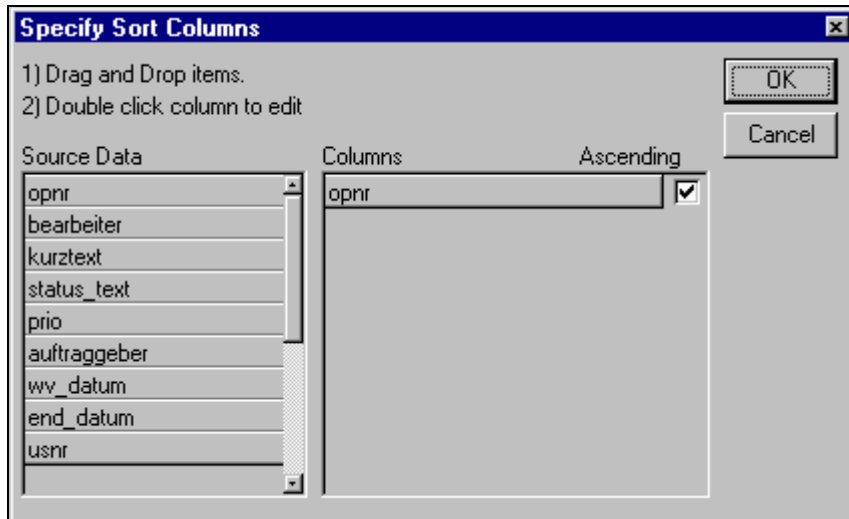 Specify Sort Columns
1) Drag and Drop items.
2) Double click column to edit
OK
Cancel
Source Data
Columns
Ascending
opnr
bearbeiter
kurztext
status_text
prio
auftraggeber
wv_datum
end_datum
usnr
opnr